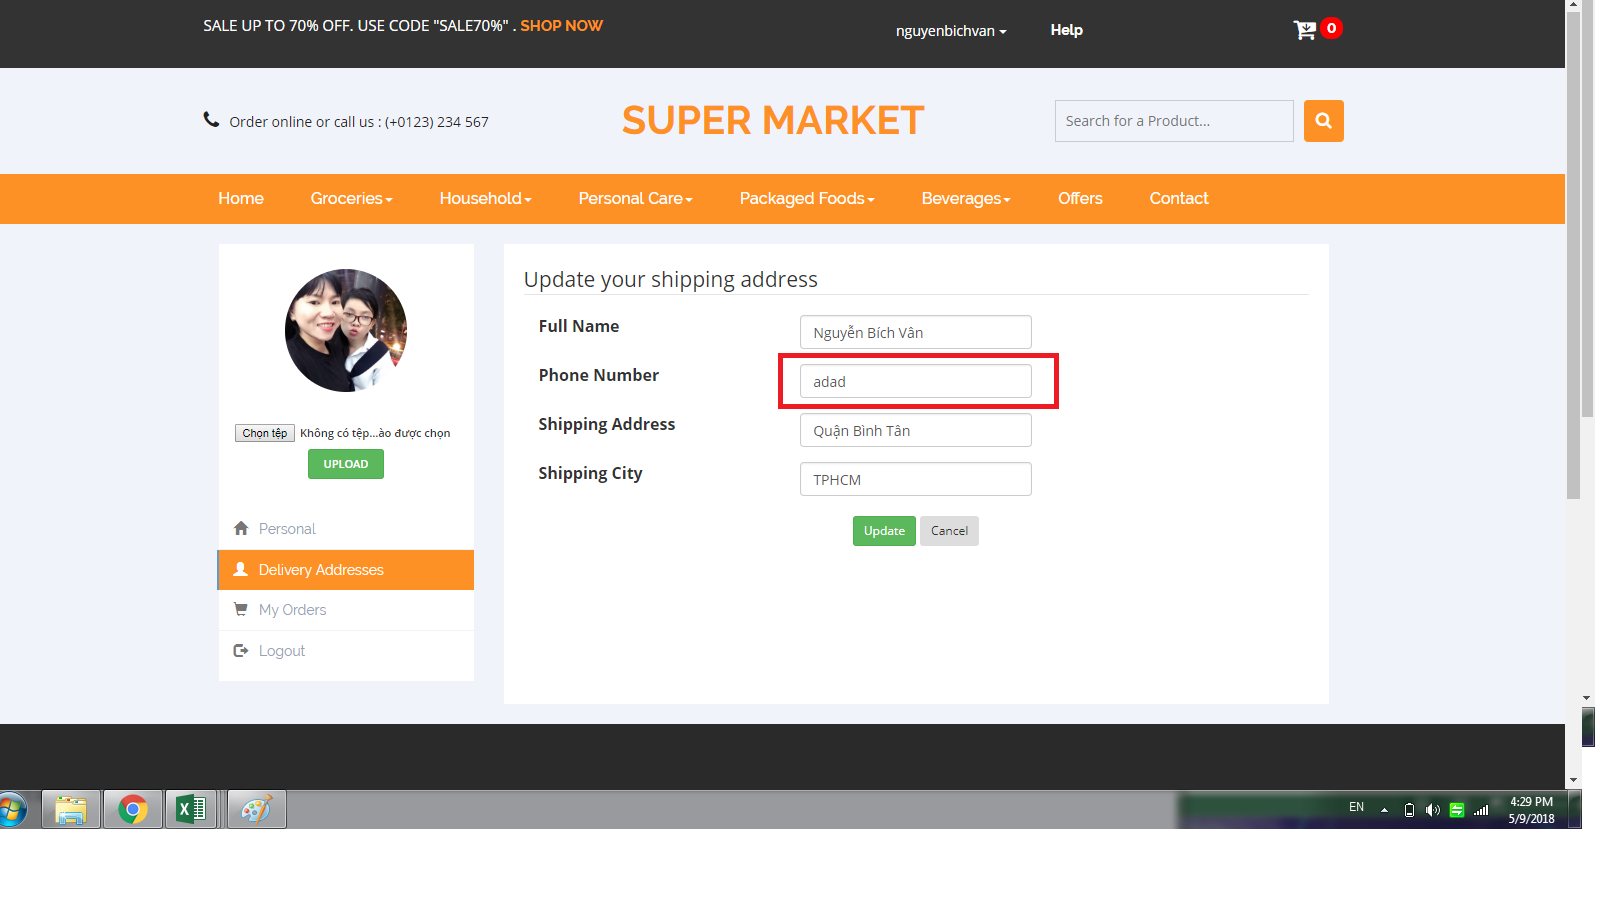 SALE UP TO 70% OFF. USE CODE "SALE70%" . SHOP NOW
nguyenbichvan
Help
0
Order online or call us : (+0123) 234 567
SUPER MARKET
Search for a Product...
Home Groceries Household Personal Care Packaged Foods Beverages Offers Contact
Chọn tệp Không có tệp...ào được chọn
UPLOAD
Personal
Delivery Addresses
My Orders
Logout
Update your shipping address
Full Name Nguyễn Bích Vân
Phone Number adad
Shipping Address Quận Bình Tân
Shipping City TPHCM
Update Cancel
EN
4:29 PM
5/9/2018